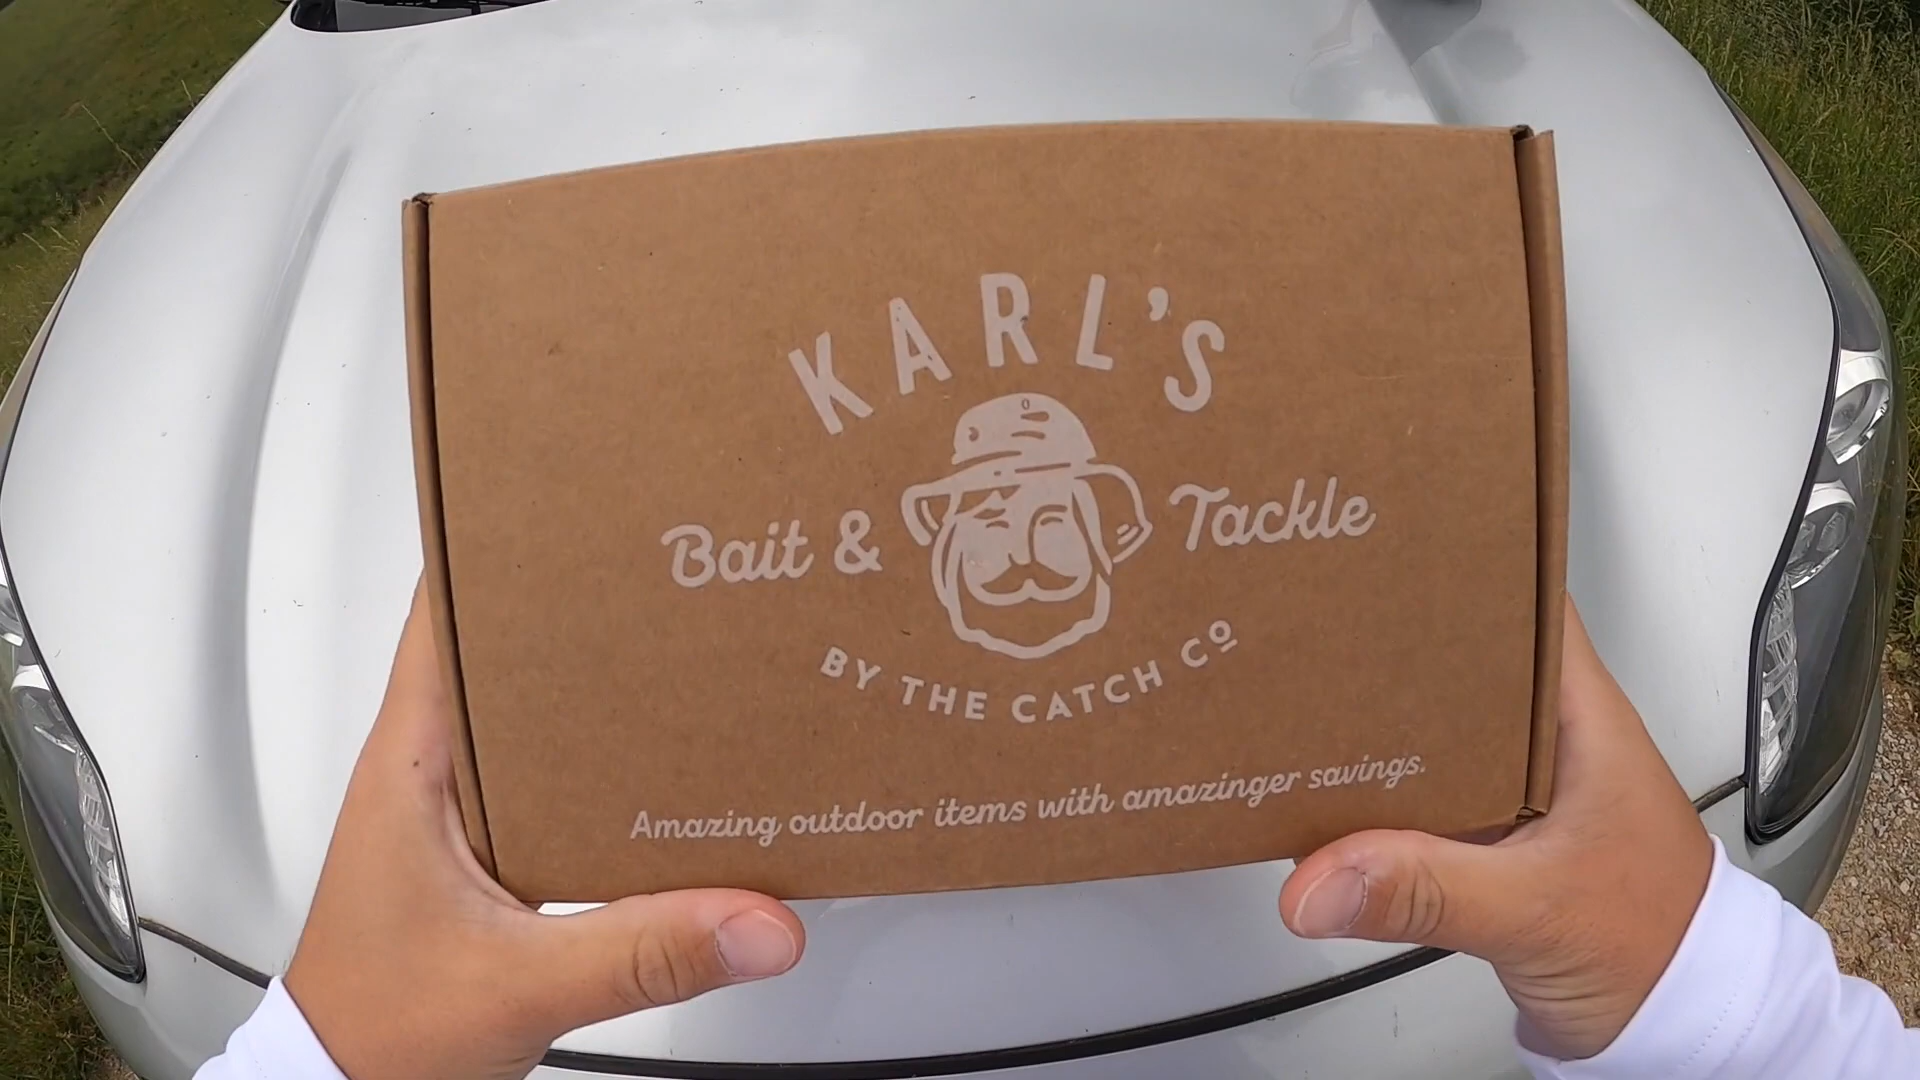 KARL'S
Bait & Tackle
BY THE CATCH Cº
Amazing outdoor items with amazinger savings.